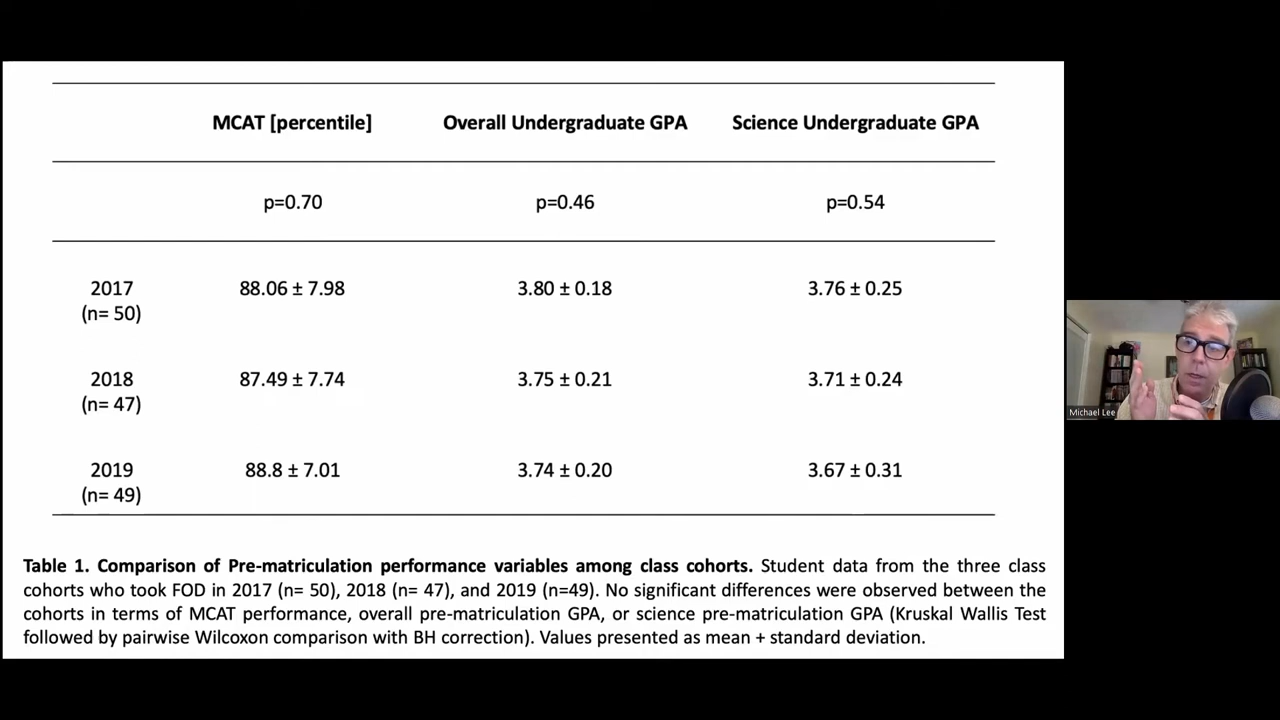 MCAT [percentile] Overall Undergraduate GPA Science Undergraduate GPA
p=0.70 p=0.46 p=0.54
2017 88.06 ± 7.98 3.80 ± 0.18 3.76 ± 0.25
(n= 50)
2018 87.49 ± 7.74 3.75 ± 0.21 3.71 ± 0.24
(n= 47)
2019 88.8 ± 7.01 3.74 ± 0.20 3.67 ± 0.31
(n= 49)
Table 1. Comparison of Pre-matriculation performance variables among class cohorts. Student data from the three class
cohorts who took FOD in 2017 (n= 50), 2018 (n= 47), and 2019 (n=49). No significant differences were observed between the
cohorts in terms of MCAT performance, overall pre-matriculation GPA, or science pre-matriculation GPA (Kruskal Wallis Test
followed by pairwise Wilcoxon comparison with BH correction). Values presented as mean + standard deviation.
Michael Lee